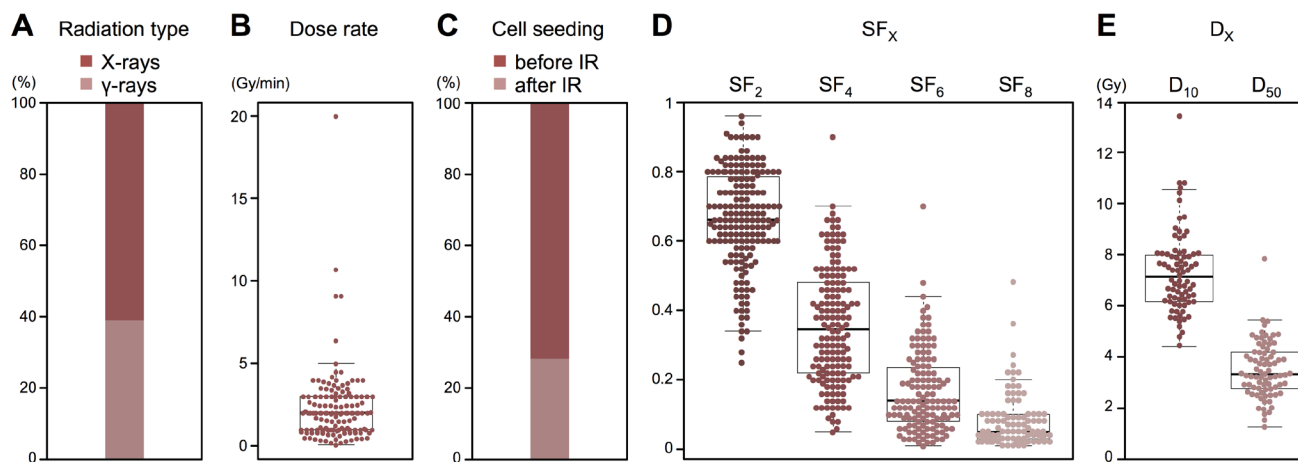 A Radiation type
X-rays
γ-rays
(%)
100
80
60
40
20
0
B Dose rate
(Gy/min)
20
15
10
5
0
C Cell seeding
before IR
after IR
(%)
100
80
60
40
20
0
D SFX
SF2 SF4 SF6 SF8
1
0.8
0.6
0.4
0.2
0
E DX
(Gy) D10 D50
14
12
10
8
6
4
2
0